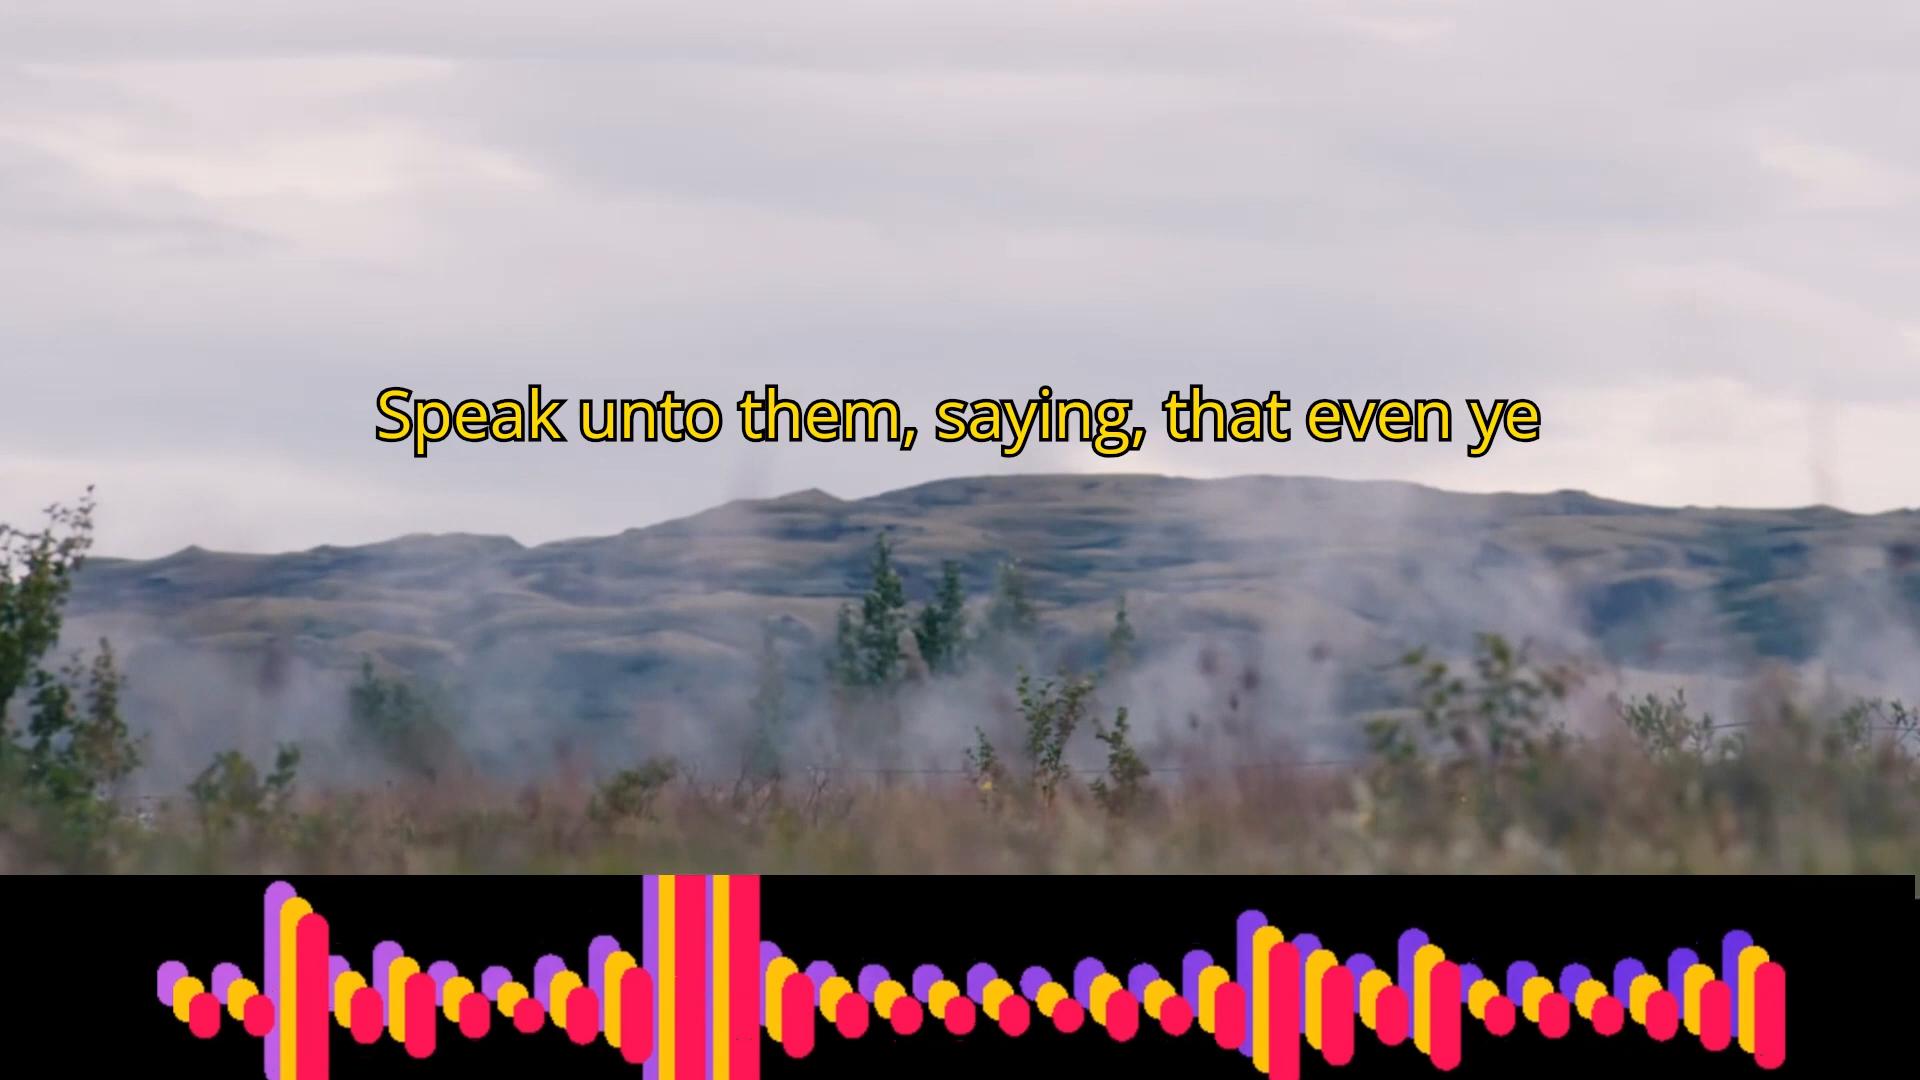 Speak unto them, saying, that even ye